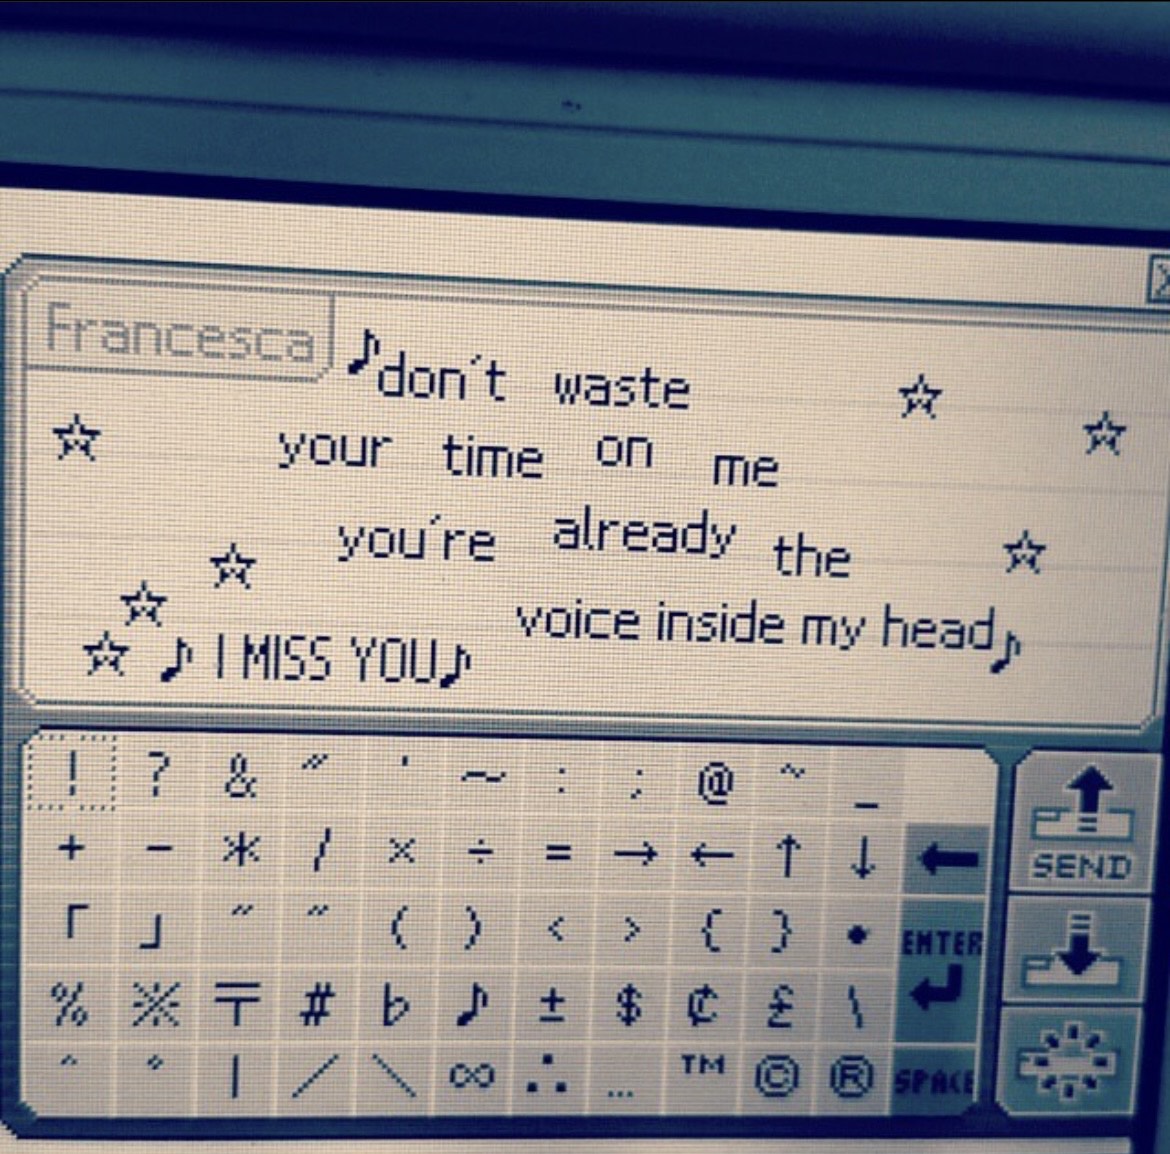 Francesca
♪don't waste
your time on me
you're already the
voice inside my head♪
♪ I MISS YOU♪
! ? & ″ ' ~ : ; @ ~ _
+ - * / × ÷ = → ← ↑ ↓ ←
「 」 “ ” ( ) < > { } •
ENTER
% ※ 〒 # ♭ ♪ ± $ ¢ £ \
^ ° | ／ ＼ ∞ ∴ … ™ © ® SPACE
SEND